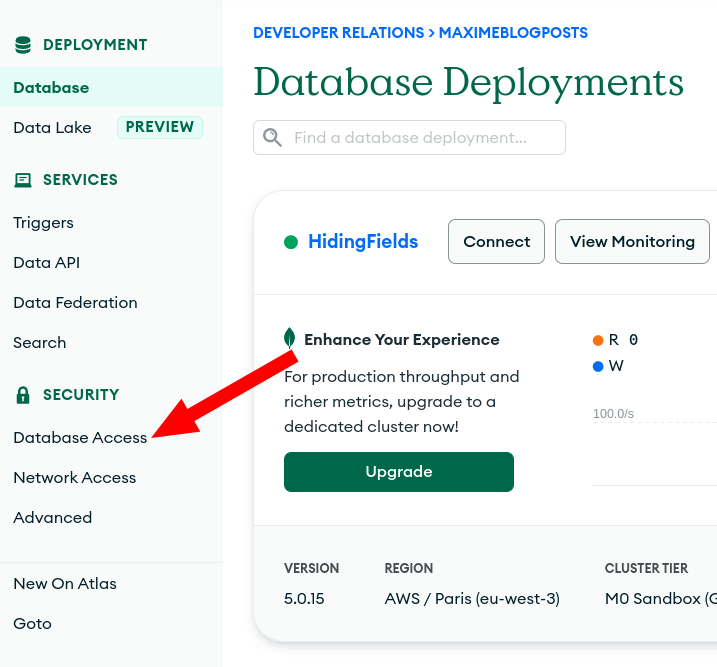 DEPLOYMENT
Database
Data Lake PREVIEW
SERVICES
Triggers
Data API
Data Federation
Search
SECURITY
Database Access
Network Access
Advanced
New On Atlas
Goto
DEVELOPER RELATIONS > MAXIMEBLOGPOSTS
Database Deployments
Find a database deployment...
HidingFields Connect View Monitoring
Enhance Your Experience
For production throughput and
richer metrics, upgrade to a
dedicated cluster now!
Upgrade
R 0
W
100.0/s
VERSION REGION CLUSTER TIER
5.0.15 AWS / Paris (eu-west-3) M0 Sandbox (G